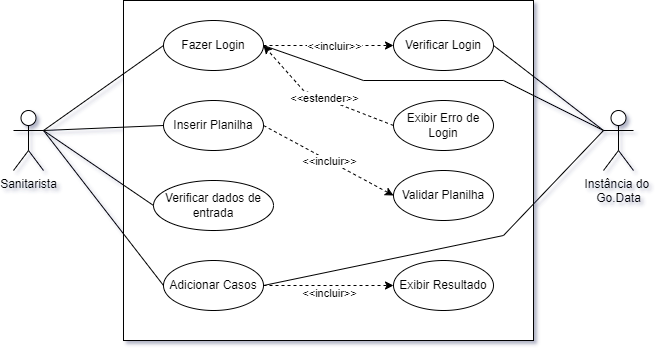 Fazer Login
<<incluir>>
Verificar Login
<<estender>>
Inserir Planilha
Exibir Erro de
Login
<<incluir>>
Sanitarista
Instância do
Go.Data
Verificar dados de
entrada
Validar Planilha
Adicionar Casos
<<incluir>>
Exibir Resultado